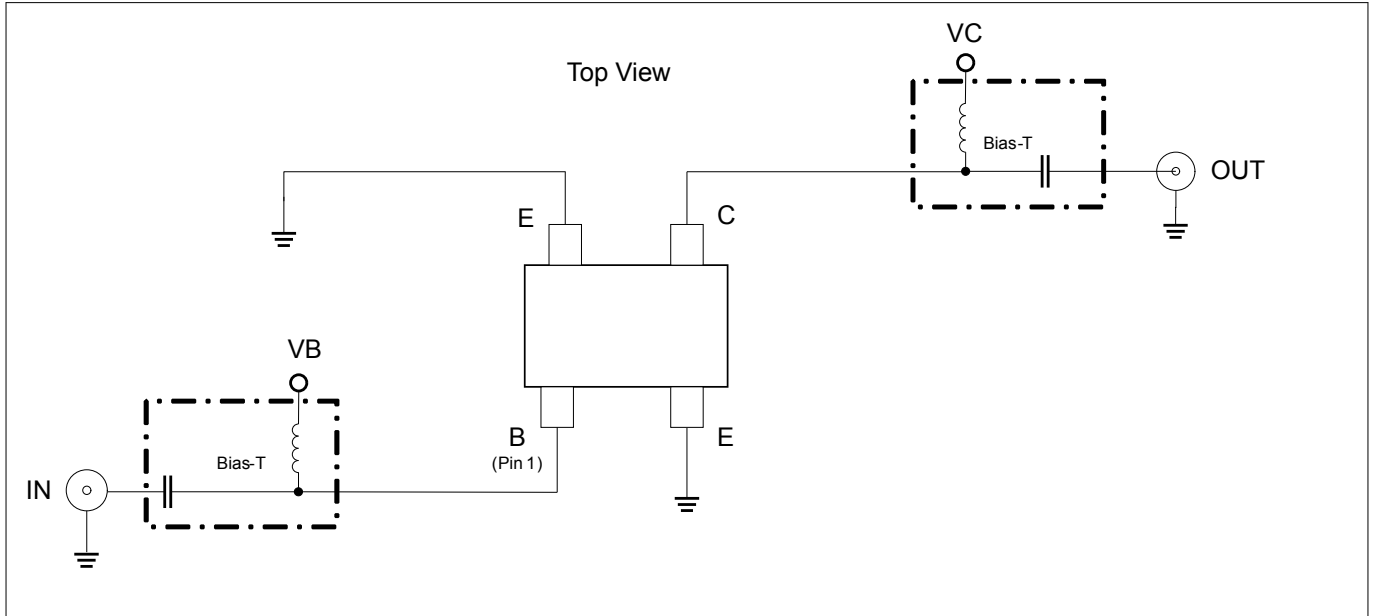 Top View
VC
Bias-T
OUT
E
C
VB
Bias-T
IN
B
(Pin 1)
E